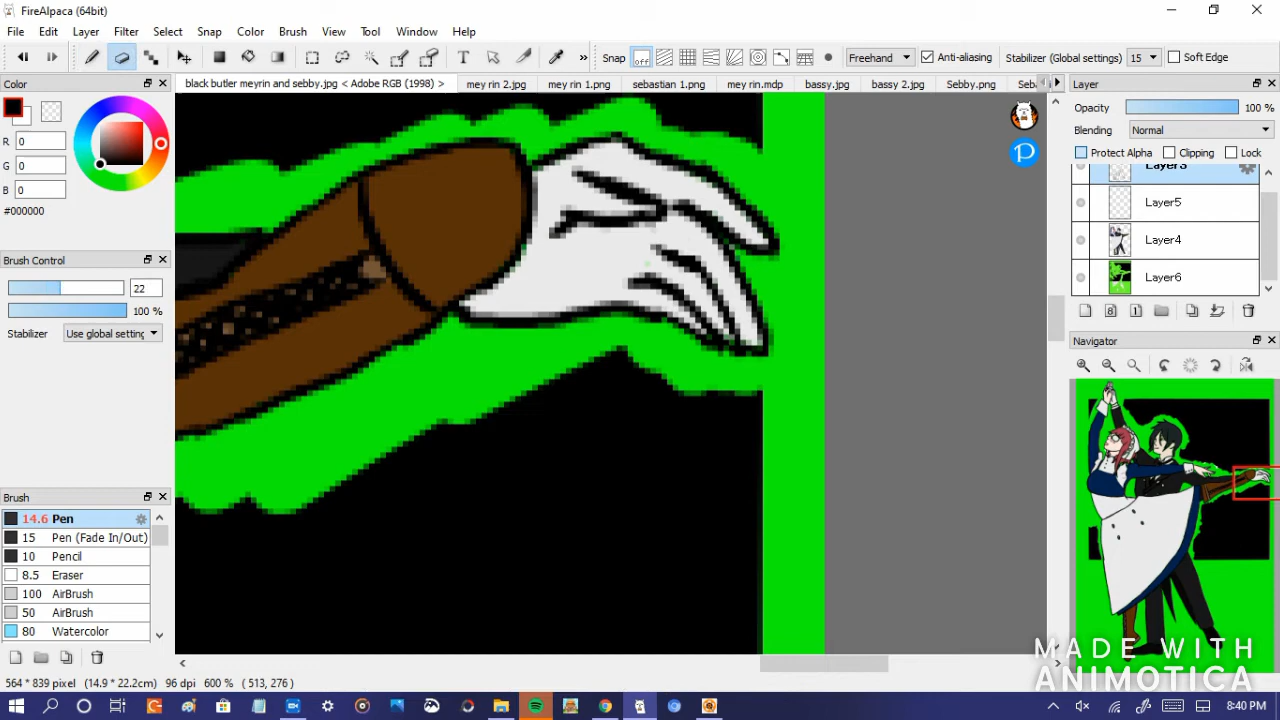 FireAlpaca (64bit)
File Edit Layer Filter Select Snap Color Brush View Tool Window Help
Snap off Freehand Anti-aliasing Stabilizer (Global settings) 15 Soft Edge
Color
black butler meyrin and sebby.jpg < Adobe RGB (1998) > mey rin 2.jpg mey rin 1.png sebastian 1.png mey rin.mdp bassy.jpg bassy 2.jpg Sebby.png
Layer
Opacity 100 %
Blending Normal
Protect Alpha Clipping Lock
R 0
G 0
B 0
#000000
Layer3
Layer5
Layer4
Layer6
Brush Control
22
100 %
Stabilizer Use global setting
Navigator
Brush
14.6 Pen
15 Pen (Fade In/Out)
10 Pencil
8.5 Eraser
100 AirBrush
50 AirBrush
80 Watercolor
MADE WITH
ANIMOTICA
564 * 839 pixel (14.9 * 22.2cm) 96 dpi 600 % ( 513, 276 )
8:40 PM